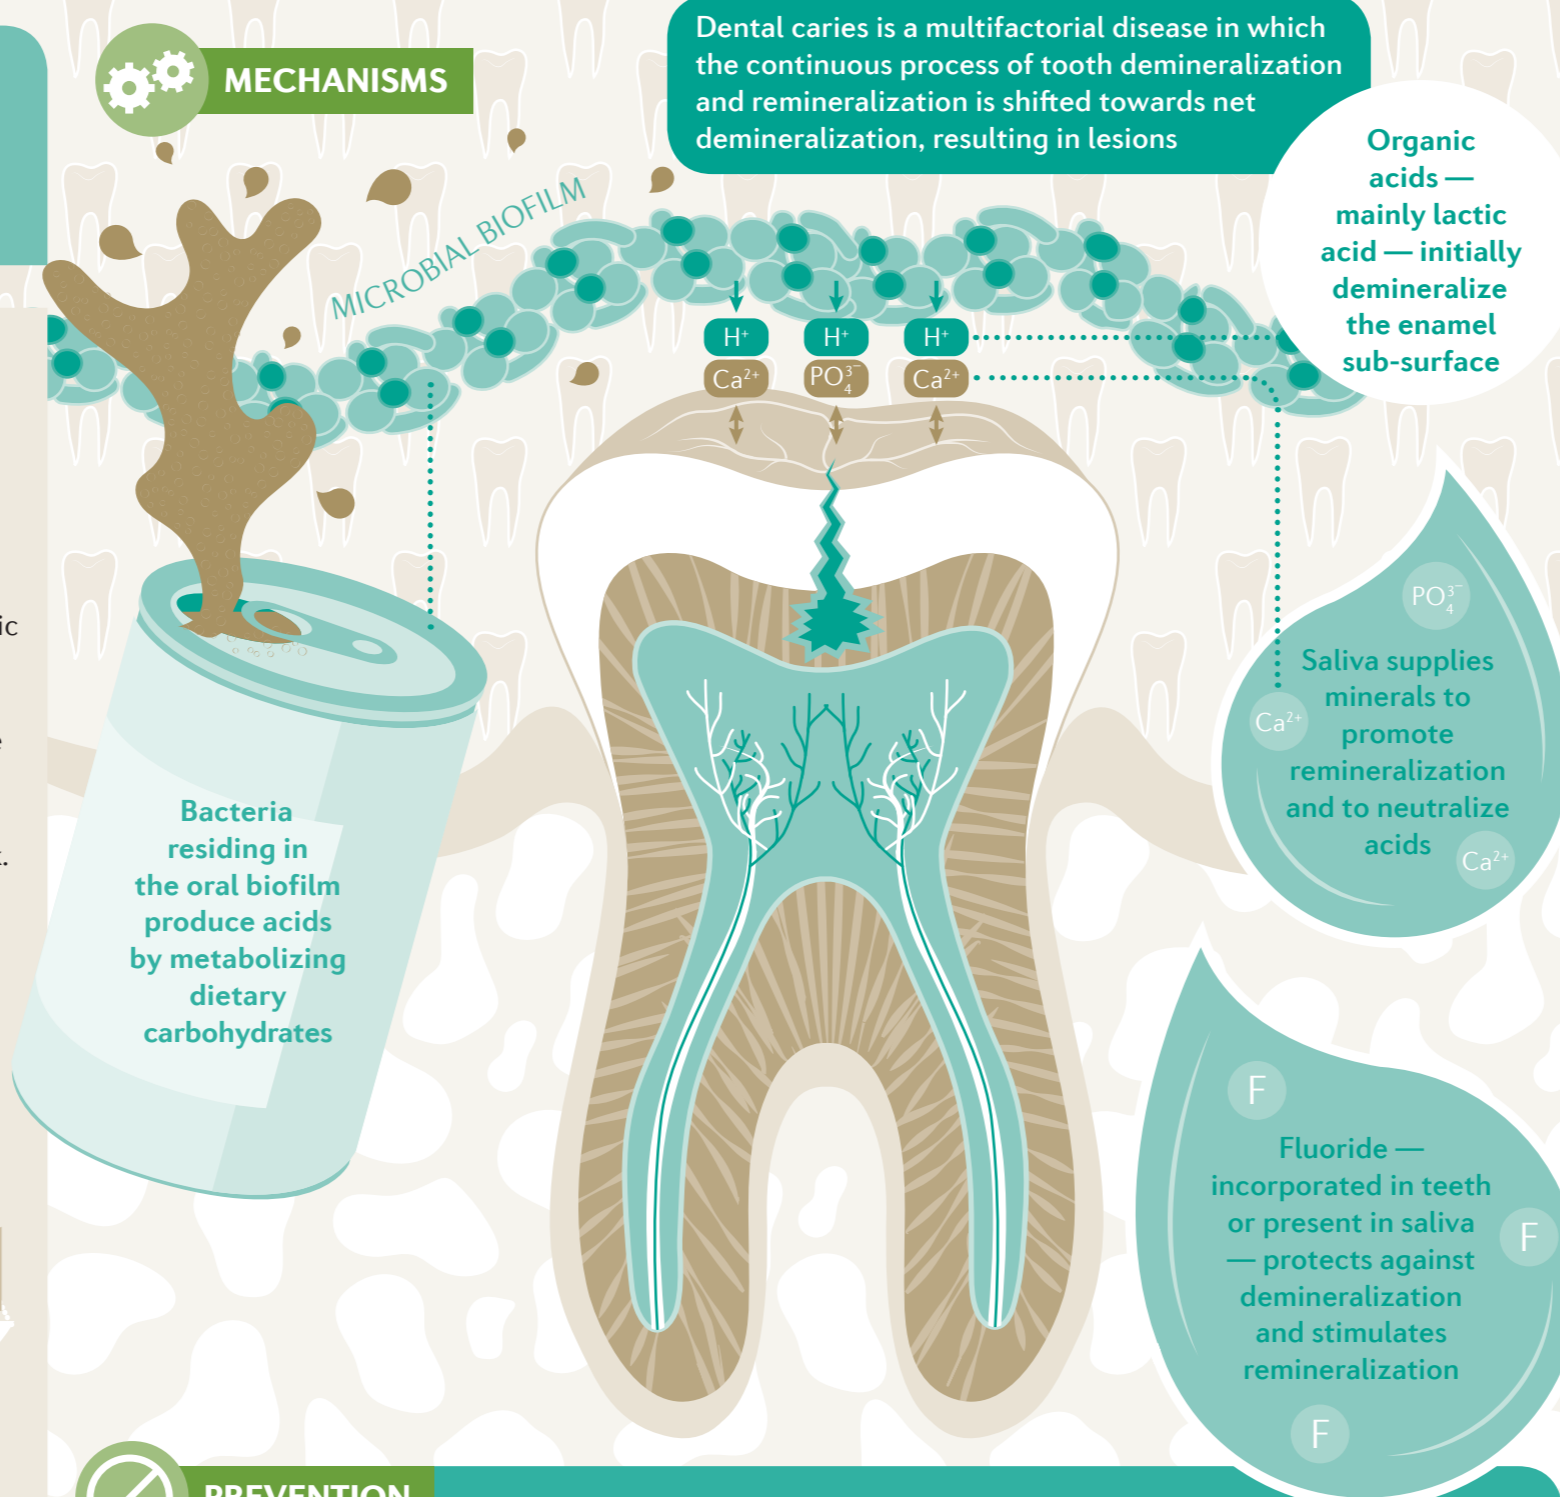 MECHANISMS
Dental caries is a multifactorial disease in which
the continuous process of tooth demineralization
and remineralization is shifted towards net
demineralization, resulting in lesions
Organic
acids —
mainly lactic
acid — initially
demineralize
the enamel
sub-surface
MICROBIAL BIOFILM
H⁺
H⁺
H⁺
Ca²⁺
PO₄³⁻
Ca²⁺
ic
Bacteria
residing in
the oral biofilm
produce acids
by metabolizing
dietary
carbohydrates
PO₄³⁻
Saliva supplies
minerals to
promote
remineralization
and to neutralize
acids
Ca²⁺
Ca²⁺
F
Fluoride —
incorporated in teeth
or present in saliva
— protects against
demineralization
and stimulates
remineralization
F
F
PREVENTION